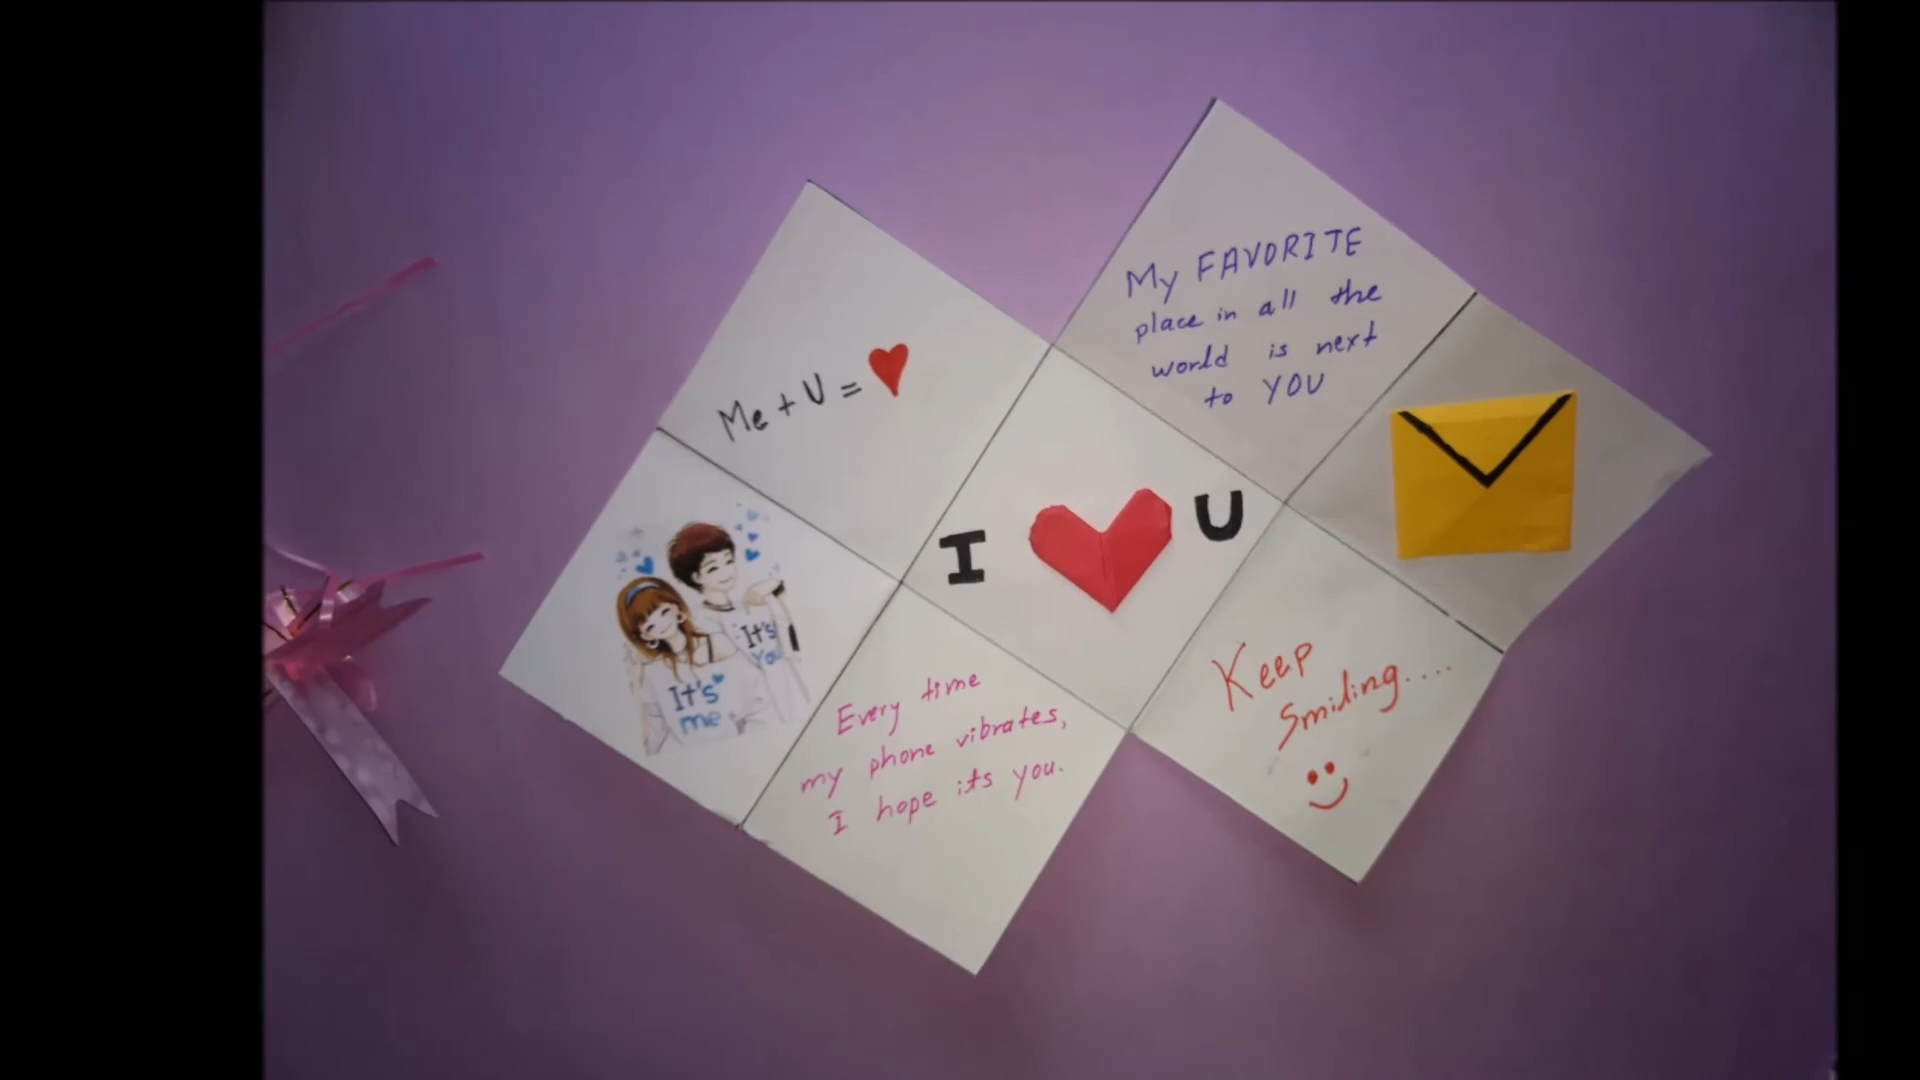 Me + U = ♥
My FAVORITE
place in all the
world is next
to YOU
I ♥ U
It's
You
It's
me
Every time
my phone vibrates,
I hope its you.
Keep
Smiling....